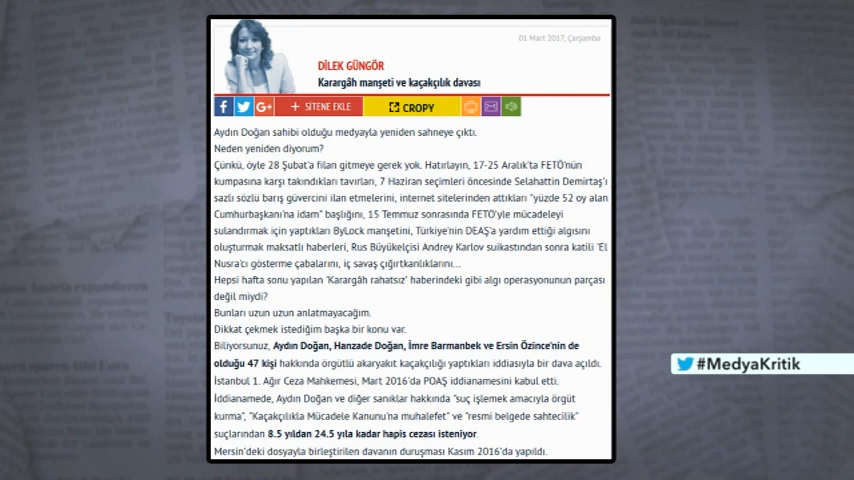 01 Mart 2017, Çarşamba
DİLEK GÜNGÖR
Karargâh manşeti ve kaçakçılık davası
f G+ + SİTENE EKLE CROPY
Aydın Doğan sahibi olduğu medyayla yeniden sahneye çıktı.
Neden yeniden diyorum?
Çünkü, öyle 28 Şubat'a filan gitmeye gerek yok. Hatırlayın, 17-25 Aralık'ta FETÖ'nün
kumpasına karşı takındıkları tavırları, 7 Haziran seçimleri öncesinde Selahattin Demirtaş'ı
sazlı sözlü barış güvercini ilan etmelerini, internet sitelerinden attıkları "yüzde 52 oy alan
Cumhurbaşkanı'na idam" başlığını, 15 Temmuz sonrasında FETÖ'yle mücadeleyi
sulandırmak için yaptıkları ByLock manşetini, Türkiye'nin DEAŞ'a yardım ettiği algısını
oluşturmak maksatlı haberleri, Rus Büyükelçisi Andrey Karlov suikastından sonra katili 'El
Nusra'cı gösterme çabalarını, iç savaş çığırtkanlıklarını...
Hepsi hafta sonu yapılan 'Karargâh rahatsız' haberindeki gibi algı operasyonunun parçası
değil miydi?
Bunları uzun uzun anlatmayacağım.
Dikkat çekmek istediğim başka bir konu var.
Biliyorsunuz, Aydın Doğan, Hanzade Doğan, İmre Barmanbek ve Ersin Özince'nin de
olduğu 47 kişi hakkında örgütlü akaryakıt kaçakçılığı yaptıkları iddiasıyla bir dava açıldı.
İstanbul 1. Ağır Ceza Mahkemesi, Mart 2016'da POAŞ iddianamesini kabul etti.
İddianamede, Aydın Doğan ve diğer sanıklar hakkında "suç işlemek amacıyla örgüt
kurma", "Kaçakçılıkla Mücadele Kanunu'na muhalefet" ve "resmi belgede sahtecilik"
suçlarından 8.5 yıldan 24.5 yıla kadar hapis cezası isteniyor.
Mersin'deki dosyayla birleştirilen davanın duruşması Kasım 2016'da yapıldı.
#MedyaKritik